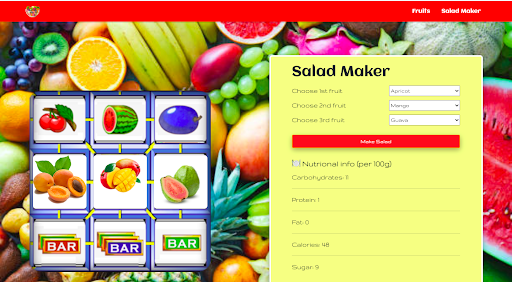 Fruits Salad Maker
Salad Maker
Choose 1st fruit Apricot
Choose 2nd fruit Mango
Choose 3rd fruit Guava
Make Salad
Nutrional info (per 100g)
Carbohydrates: 11
Protein: 1
Fat: 0
Calories: 48
Sugar: 9
BAR BAR BAR